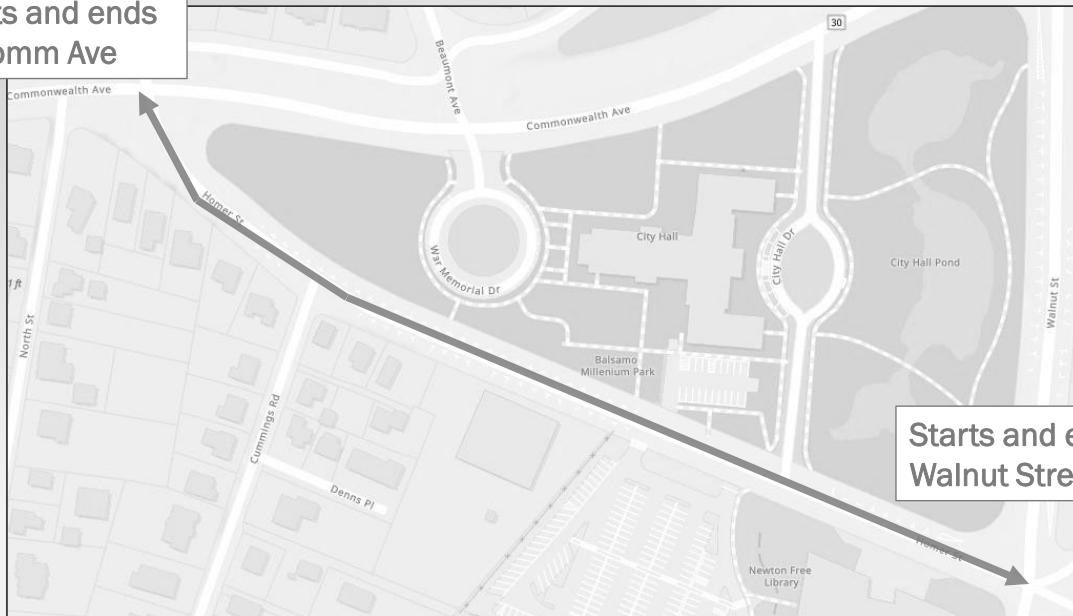 ts and ends
omm Ave
30
Beaumont Ave
Commonwealth Ave
Commonwealth Ave
Homer St
City Hall
City Hall Dr
War Memorial Dr
City Hall Pond
1 ft
Walnut St
North St
Balsamo
Millenium Park
Cummings Rd
Starts and e
Walnut Stre
Denns Pl
Homer St
Newton Free
Library